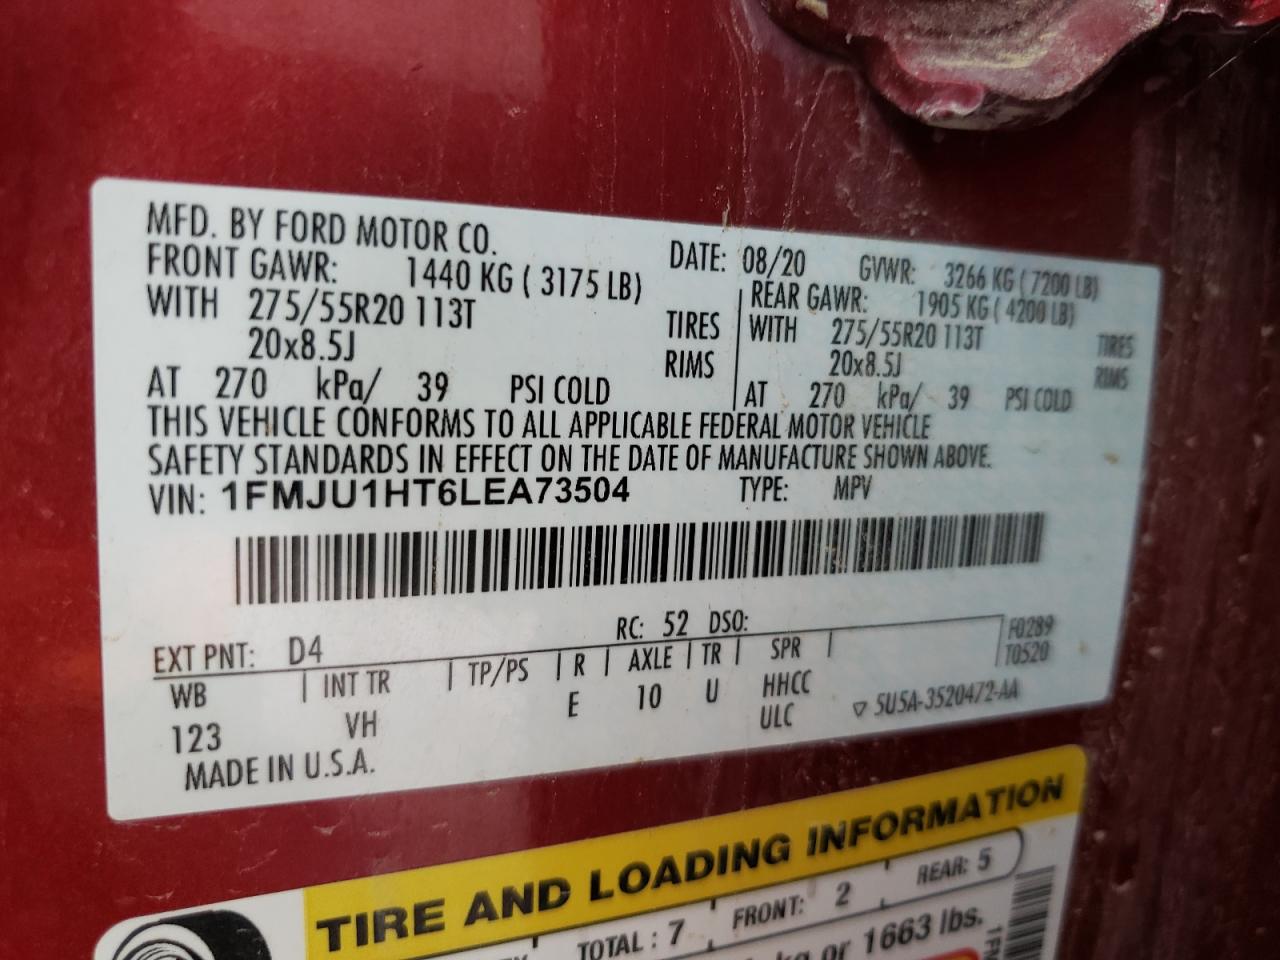 MFD. BY FORD MOTOR CO.
DATE: 08/20 GVWR: 3266 KG ( 7200 LB)
FRONT GAWR: 1440 KG ( 3175 LB)
WITH 275/55R20 113T TIRES
20x8.5J RIMS
AT 270 kPa/ 39 PSI COLD
REAR GAWR: 1905 KG ( 4200 LB)
WITH 275/55R20 113T TIRES
20x8.5J RIMS
AT 270 kPa/ 39 PSI COLD
THIS VEHICLE CONFORMS TO ALL APPLICABLE FEDERAL MOTOR VEHICLE
SAFETY STANDARDS IN EFFECT ON THE DATE OF MANUFACTURE SHOWN ABOVE.
VIN: 1FMJU1HT6LEA73504 TYPE: MPV
EXT PNT: D4 RC: 52 DSO: F0289
T0520
WB | INT TR | TP/PS | R | AXLE | TR | SPR |
123 VH E 10 U HHCC
ULC
5U5A-3520472-AA
MADE IN U.S.A.
TIRE AND LOADING INFORMATION
TOTAL : 7 FRONT: 2 REAR: 5
kg or 1663 lbs.